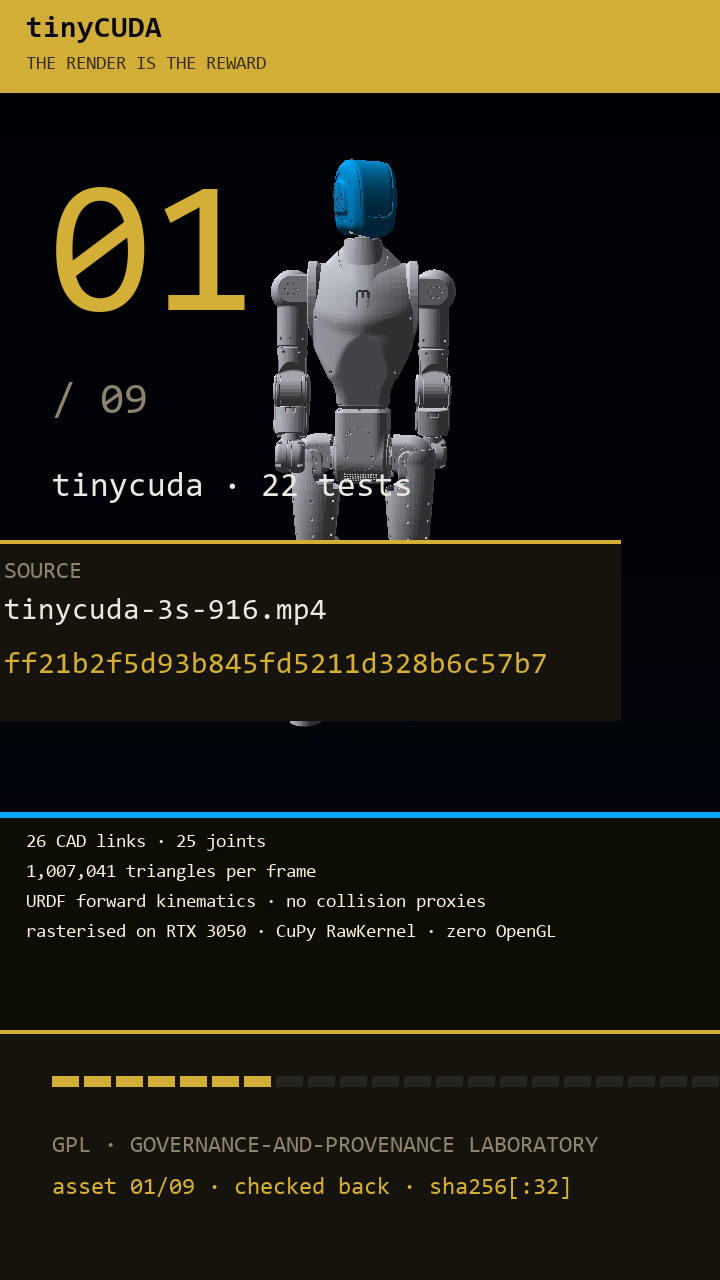 tinyCUDA
THE RENDER IS THE REWARD
01
/ 09
tinycuda · 22 tests
SOURCE
tinycuda-3s-916.mp4
ff21b2f5d93b845fd5211d328b6c57b7
26 CAD links · 25 joints
1,007,041 triangles per frame
URDF forward kinematics · no collision proxies
rasterised on RTX 3050 · CuPy RawKernel · zero OpenGL
GPL · GOVERNANCE-AND-PROVENANCE LABORATORY
asset 01/09 · checked back · sha256[:32]